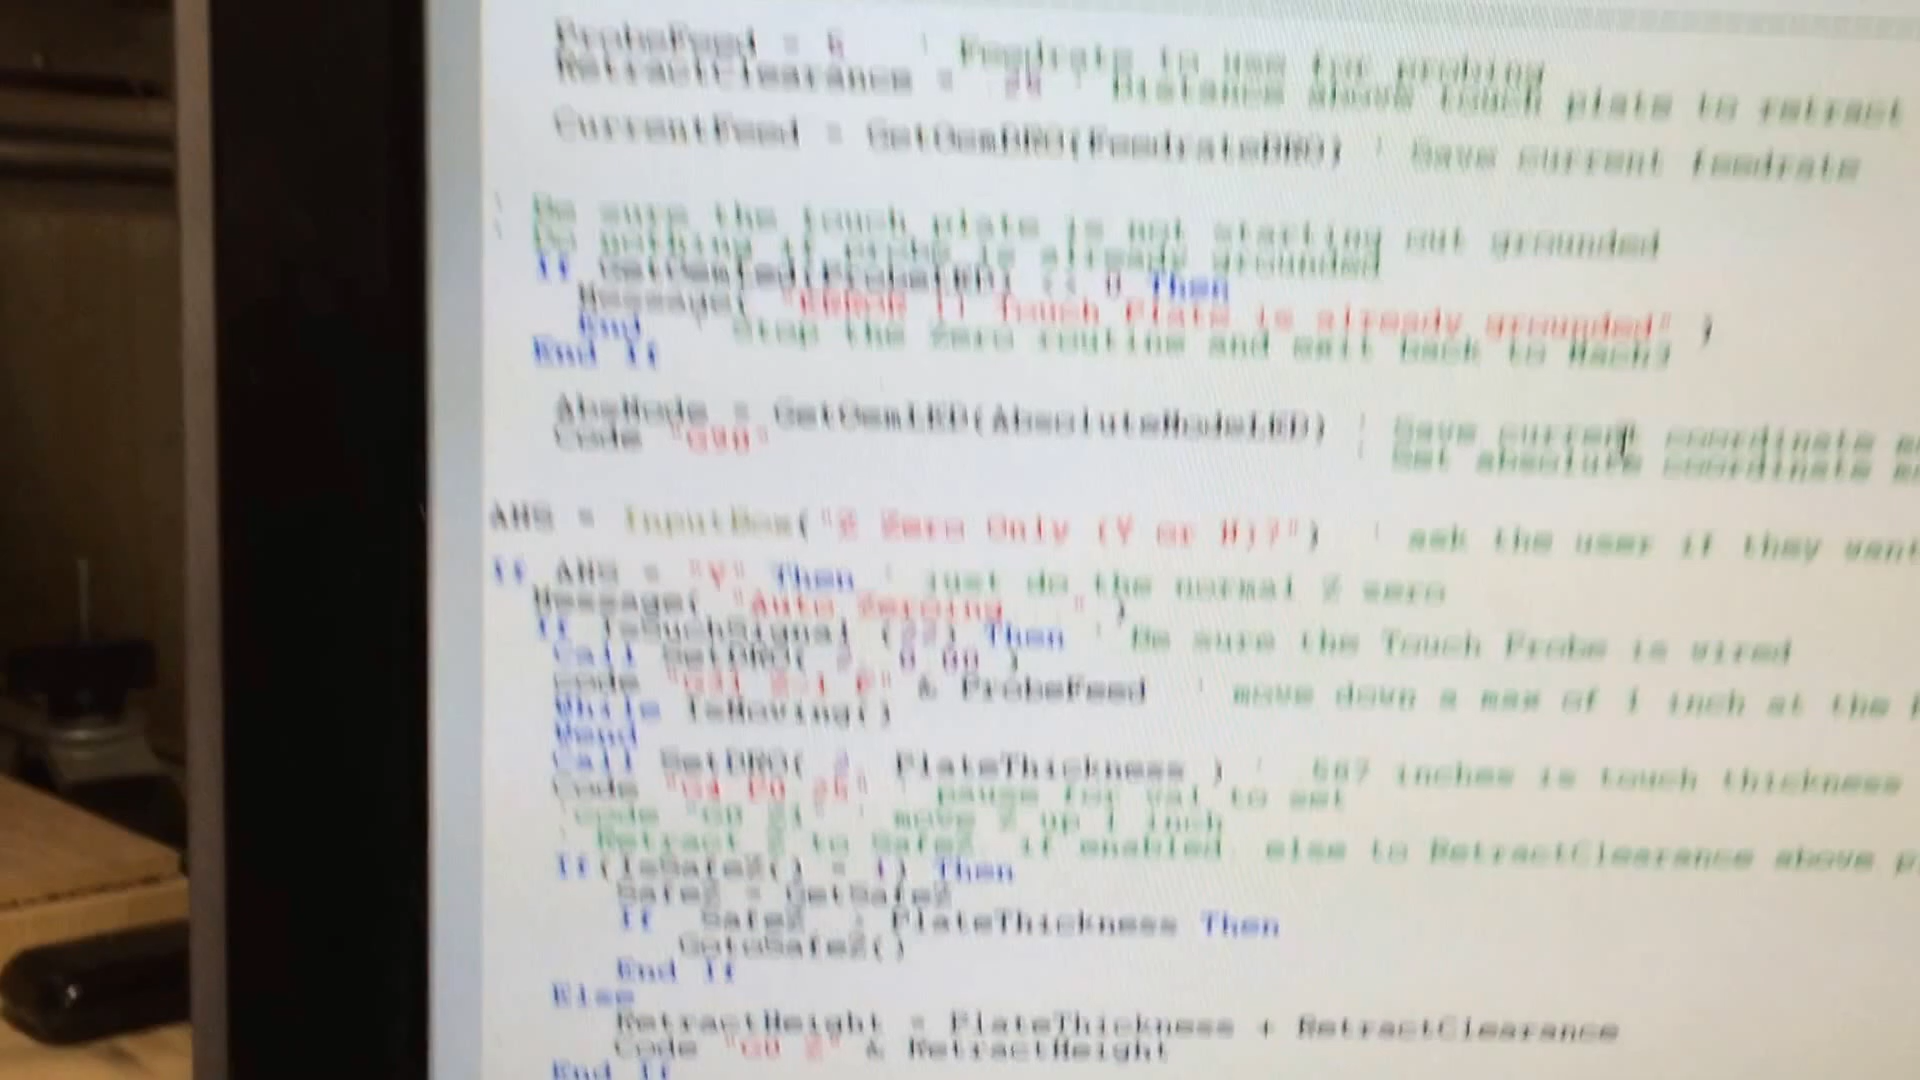 ProbeFeed = 6 ' Feedrate to use for probing
RetractClearance = ' Distance above touch plate to retract
CurrentFeed = GetOemDRO(FeedrateDRO) ' Save current feedrate
' Be sure the touch plate is not starting out grounded
' Do nothing if probe is already grounded
If GetOemLed(ProbeLED) <> 0 Then
Message( "ERROR !! Touch Plate is already grounded" )
End ' Stop the Zero routine and exit back to Mach3
End If
AbsMode = GetOemLED(AbsoluteModeLED) ' Save current coordinate
Code "G90" ' Set absolute coordinate
ANS = InputBox("Z Zero Only (Y or N)?") ' ask the user if they want
If ANS = "Y" Then ' just do the normal Z zero
Message( "Auto Zeroing " )
If IsSuchSignal (22) Then ' Be sure the Touch Probe is wired
Call SetDRO( 2, 0.00 )
Code "G31 Z-1 F" & ProbeFeed ' move down a max of 1 inch at the
While IsMoving()
Wend
Call SetDRO( 2, PlateThickness ) ' inches is touch thickness
Code "G4 P0.25" ' pause for val to set
'code "G0 Z1" ' move Z up 1 inch
' Retract Z to SafeZ, if enabled, else to RetractClearance above
If(IsSafeZ() = 1) Then
SafeZ = GetSafeZ
If SafeZ > PlateThickness Then
GotoSafeZ()
End If
Else
RetractHeight = PlateThickness + RetractClearance
Code "G0 Z" & RetractHeight
End If